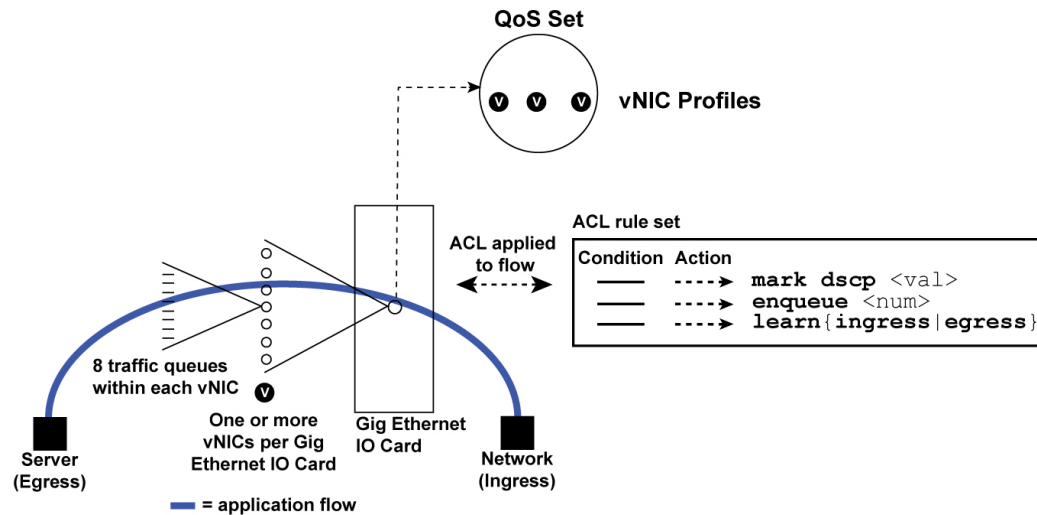 QoS Set
V V V
vNIC Profiles
ACL rule set
ACL applied
to flow
Condition Action
mark dscp <val>
enqueue <num>
learn{ingress|egress}
8 traffic queues
within each vNIC
V
One or more
vNICs per Gig
Ethernet IO Card
Gig Ethernet
IO Card
Server
(Egress)
Network
(Ingress)
= application flow